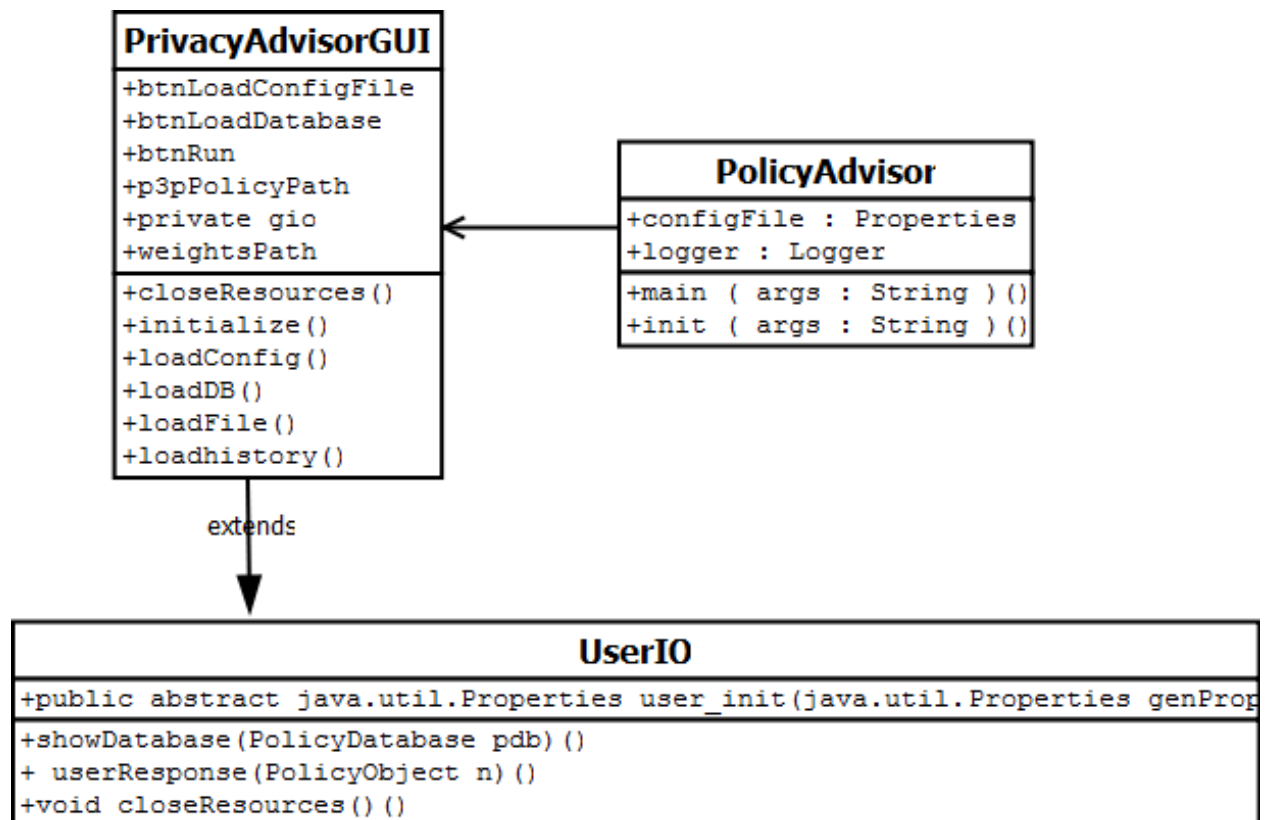 PrivacyAdvisorGUI
+btnLoadConfigFile
+btnLoadDatabase
+btnRun
+p3pPolicyPath
+private gio
+weightsPath
+closeResources()
+initialize()
+loadConfig()
+loadDB()
+loadFile()
+loadhistory()
PolicyAdvisor
+configFile : Properties
+logger : Logger
+main ( args : String )()
+init ( args : String )()
extends
UserIO
+public abstract java.util.Properties user_init(java.util.Properties genProp
+showDatabase(PolicyDatabase pdb)()
+ userResponse(PolicyObject n)()
+void closeResources()()